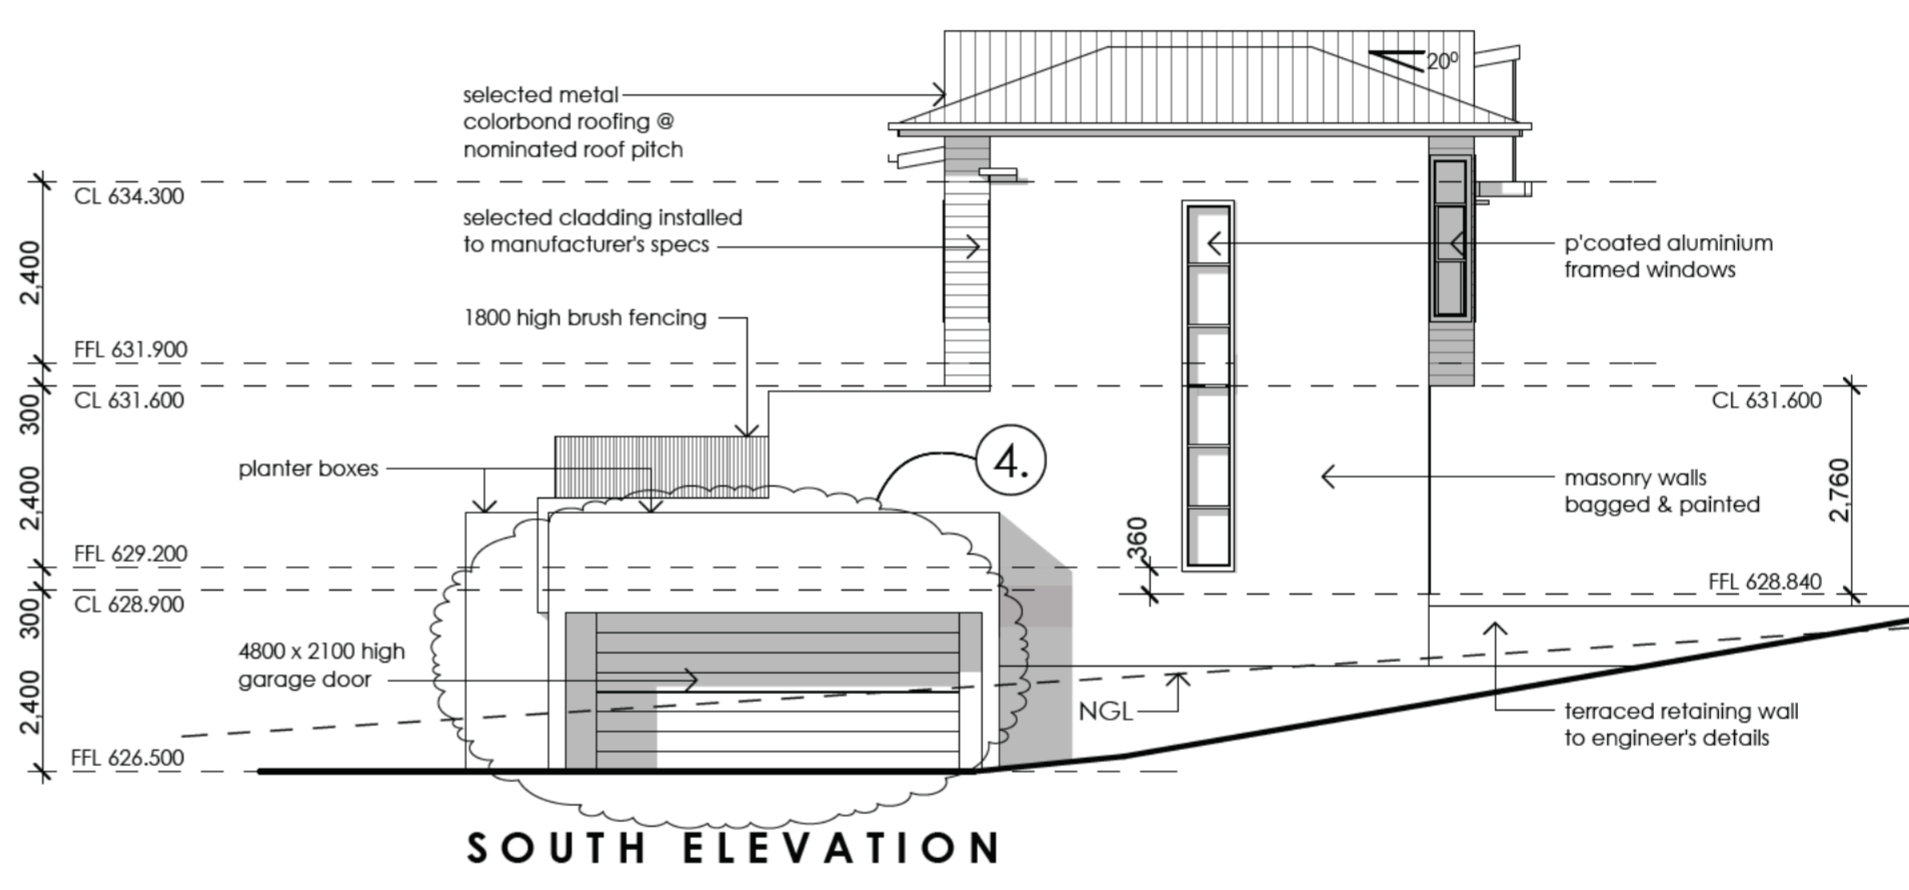 20⁰
selected metal
colorbond roofing @
nominated roof pitch
CL 634.300
selected cladding installed
to manufacturer's specs
p'coated aluminium
framed windows
2,400
1800 high brush fencing
FFL 631.900
CL 631.600
CL 631.600
300
4.
planter boxes
masonry walls
bagged & painted
2,400
2,760
360
FFL 629.200
FFL 628.840
CL 628.900
300
4800 x 2100 high
garage door
2,400
NGL
terraced retaining wall
to engineer's details
FFL 626.500
SOUTH ELEVATION